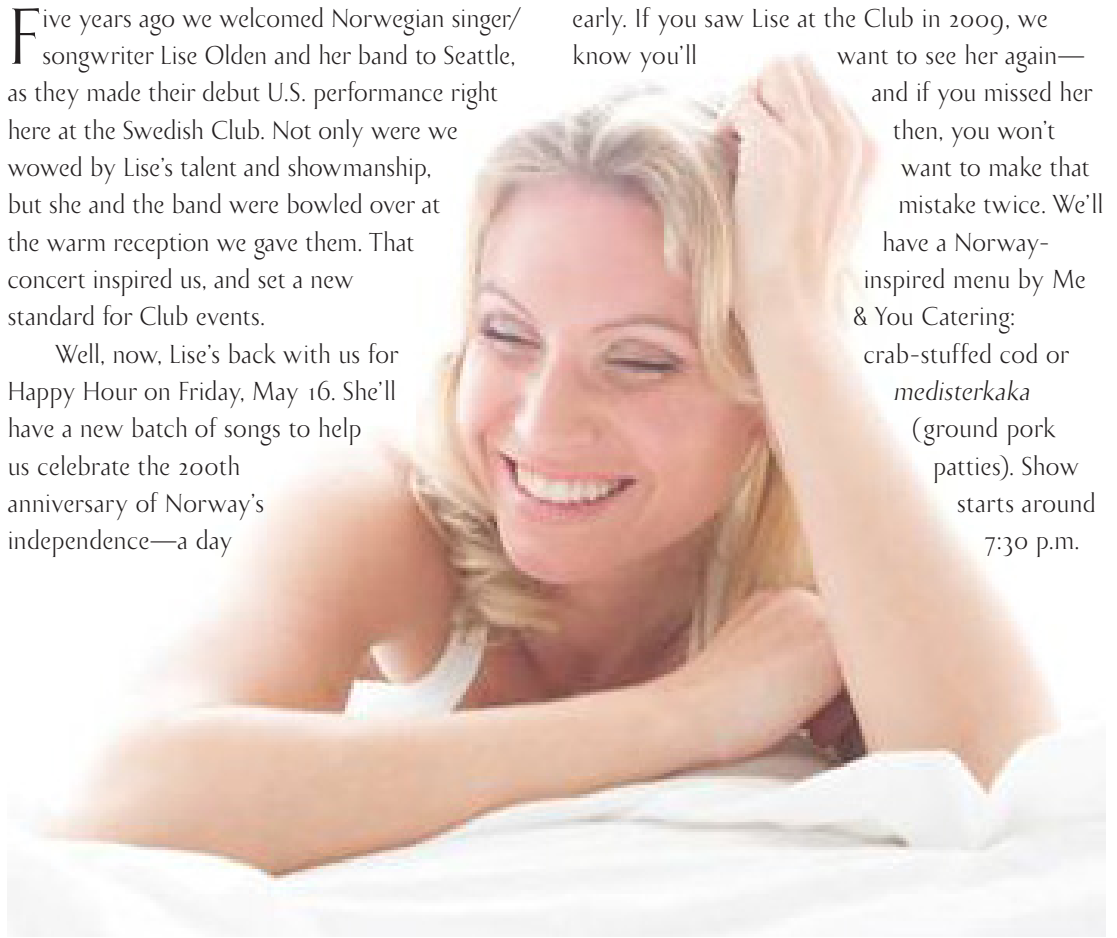 Five years ago we welcomed Norwegian singer/
songwriter Lise Olden and her band to Seattle,
as they made their debut U.S. performance right
here at the Swedish Club. Not only were we
wowed by Lise's talent and showmanship,
but she and the band were bowled over at
the warm reception we gave them. That
concert inspired us, and set a new
standard for Club events.
Well, now, Lise's back with us for
Happy Hour on Friday, May 16. She'll
have a new batch of songs to help
us celebrate the 200th
anniversary of Norway's
independence—a day
early. If you saw Lise at the Club in 2009, we
know you'll want to see her again—
and if you missed her
then, you won't
want to make that
mistake twice. We'll
have a Norway-
inspired menu by Me
& You Catering:
crab-stuffed cod or
medisterkaka
(ground pork
patties). Show
starts around
7:30 p.m.